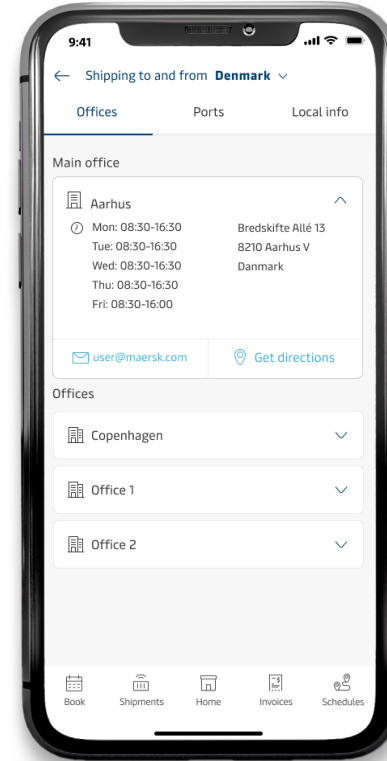 9:41
Shipping to and from Denmark
Offices Ports Local info
Main office
Aarhus
Mon: 08:30-16:30
Tue: 08:30-16:30
Wed: 08:30-16:30
Thu: 08:30-16:30
Fri: 08:30-16:00
Bredskifte Allé 13
8210 Aarhus V
Danmark
user@maersk.com
Get directions
Offices
Copenhagen
Office 1
Office 2
Book Shipments Home Invoices Schedules